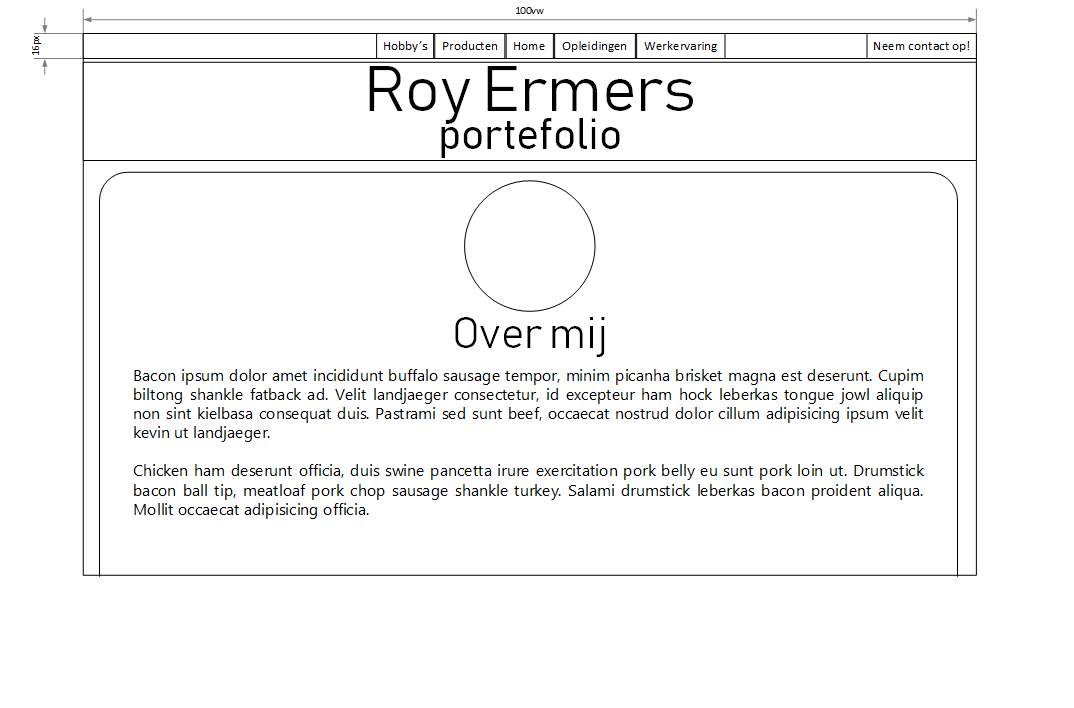 100vw
16px
Hobby's Producten Home Opleidingen Werkervaring Neem contact op!
Roy Ermers
portefolio
Over mij
Bacon ipsum dolor amet incididunt buffalo sausage tempor, minim picanha brisket magna est deserunt. Cupim
biltong shankle fatback ad. Velit landjaeger consectetur, id excepteur ham hock leberkas tongue jowl aliquip
non sint kielbasa consequat duis. Pastrami sed sunt beef, occaecat nostrud dolor cillum adipisicing ipsum velit
kevin ut landjaeger.
Chicken ham deserunt officia, duis swine pancetta irure exercitation pork belly eu sunt pork loin ut. Drumstick
bacon ball tip, meatloaf pork chop sausage shankle turkey. Salami drumstick leberkas bacon proident aliqua.
Mollit occaecat adipisicing officia.